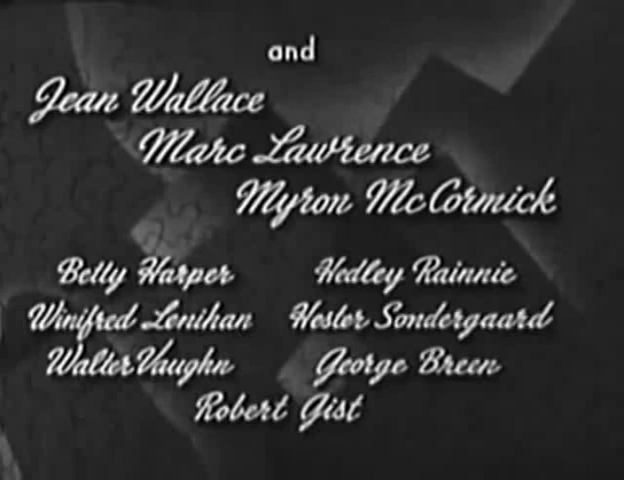 and
Jean Wallace
Marc Lawrence
Myron McCormick
Betty Harper Hedley Rainnie
Winifred Lenihan Hester Sondergaard
Walter Vaughn George Breen
Robert Gist